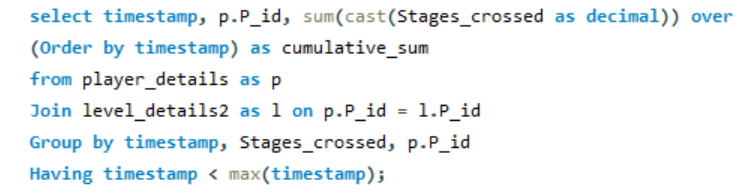 select timestamp, p.P_id, sum(cast(Stages_crossed as decimal)) over
(Order by timestamp) as cumulative_sum
from player_details as p
Join level_details2 as l on p.P_id = l.P_id
Group by timestamp, Stages_crossed, p.P_id
Having timestamp < max(timestamp);